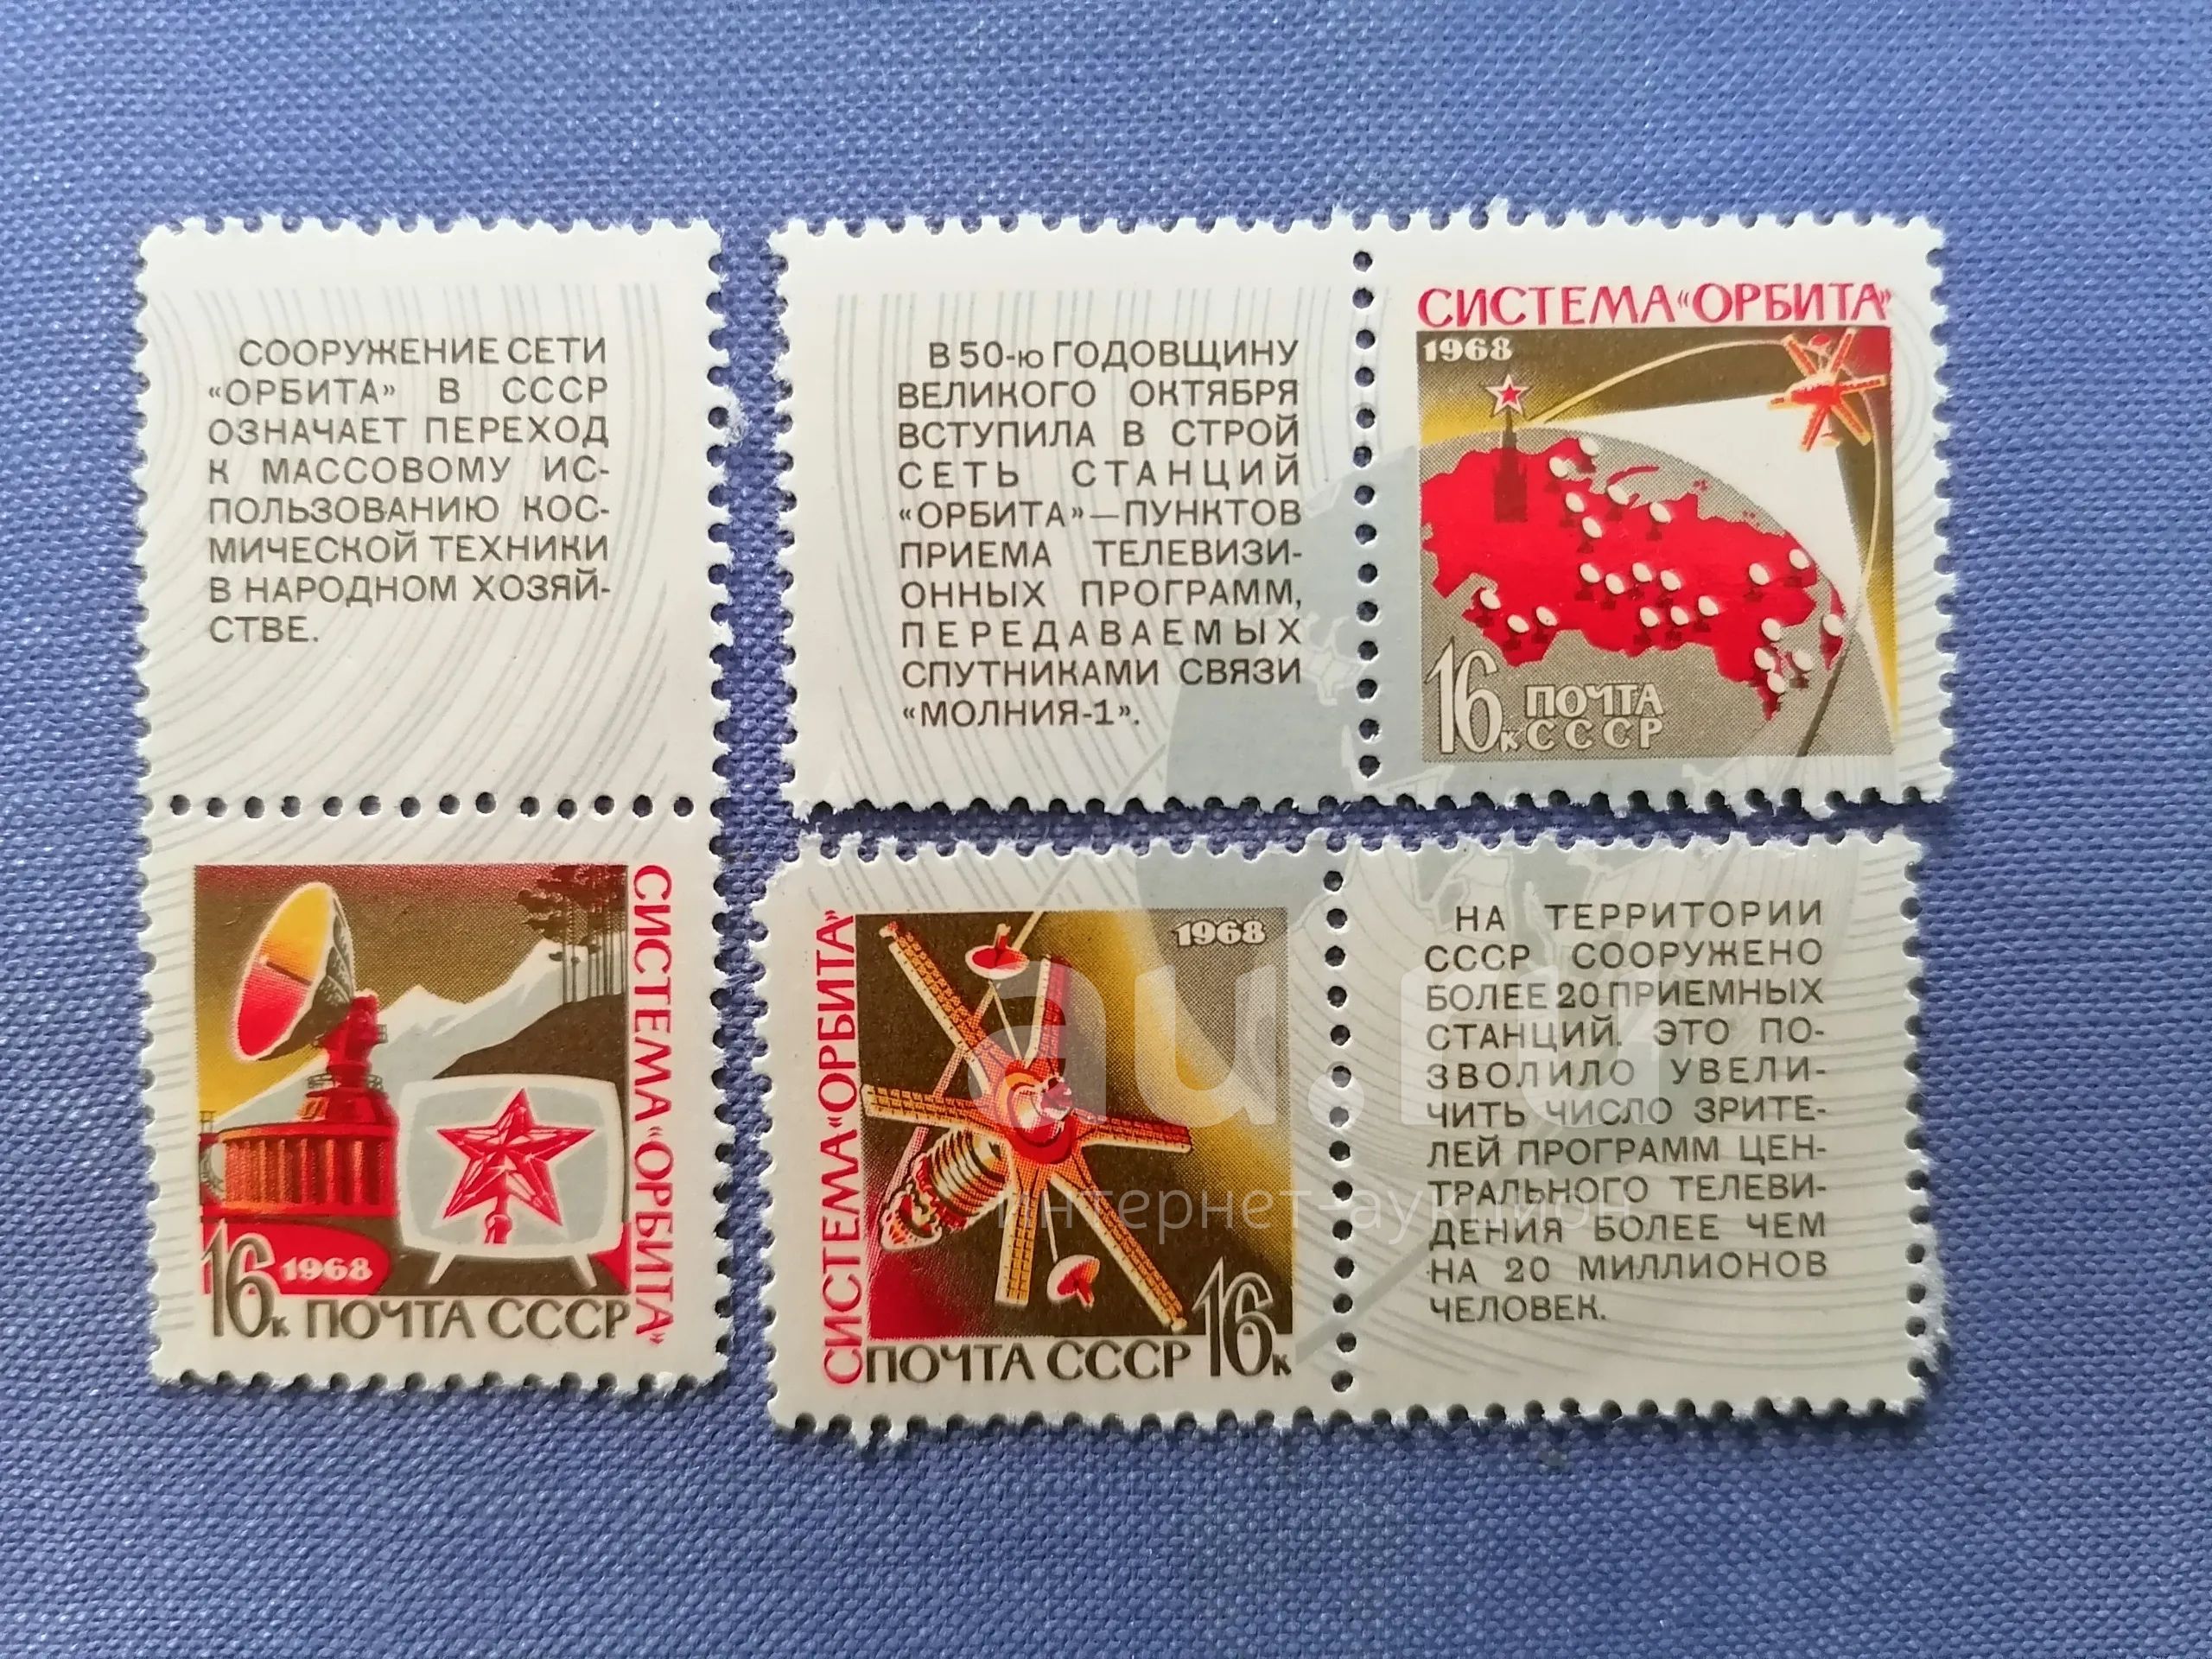 СООРУЖЕНИЕ СЕТИ
«ОРБИТА» В СССР
ОЗНАЧАЕТ ПЕРЕХОД
К МАССОВОМУ ИС-
ПОЛЬЗОВАНИЮ КОС-
МИЧЕСКОЙ ТЕХНИКИ
В НАРОДНОМ ХОЗЯЙ-
СТВЕ.
СИСТЕМА «ОРБИТА»
16к 1968
ПОЧТА СССР
В 50-ю ГОДОВЩИНУ
ВЕЛИКОГО ОКТЯБРЯ
ВСТУПИЛА В СТРОЙ
СЕТЬ СТАНЦИЙ
«ОРБИТА»—ПУНКТОВ
ПРИЕМА ТЕЛЕВИЗИ-
ОННЫХ ПРОГРАММ,
ПЕРЕДАВАЕМЫХ
СПУТНИКАМИ СВЯЗИ
«МОЛНИЯ-1».
СИСТЕМА «ОРБИТА»
1968
16к ПОЧТА
СССР
СИСТЕМА «ОРБИТА»
1968
ПОЧТА СССР 16к
НА ТЕРРИТОРИИ
СССР СООРУЖЕНО
БОЛЕЕ 20 ПРИЕМНЫХ
СТАНЦИЙ. ЭТО ПО-
ЗВОЛИЛО УВЕЛИ-
ЧИТЬ ЧИСЛО ЗРИТЕ-
ЛЕЙ ПРОГРАММ ЦЕН-
ТРАЛЬНОГО ТЕЛЕВИ-
ДЕНИЯ БОЛЕЕ ЧЕМ
НА 20 МИЛЛИОНОВ
ЧЕЛОВЕК.
au.ru
интернет-аукцион